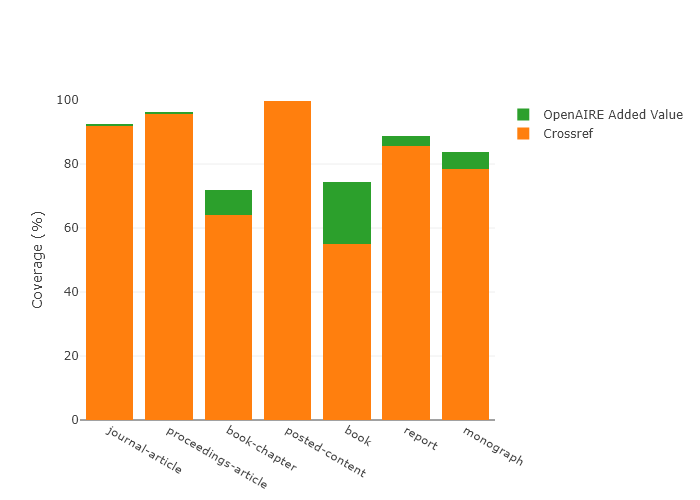 OpenAIRE Added Value
Crossref
Coverage (%)
100
80
60
40
20
0
journal-article
proceedings-article
book-chapter
posted-content
book
report
monograph